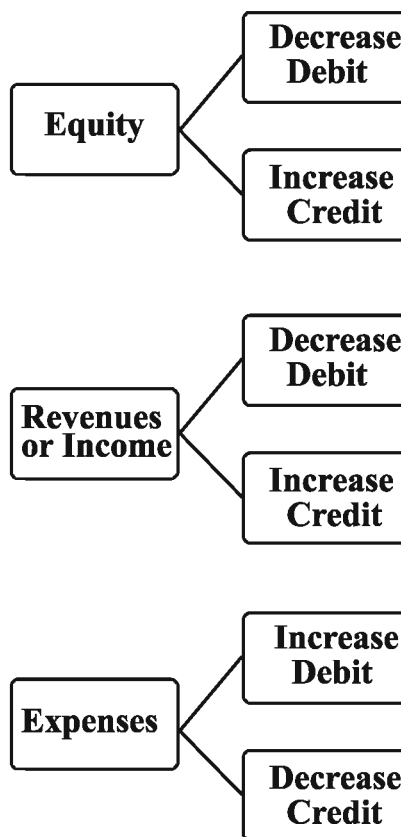 Decrease
Debit
Equity
Increase
Credit
Decrease
Debit
Revenues
or Income
Increase
Credit
Increase
Debit
Expenses
Decrease
Credit